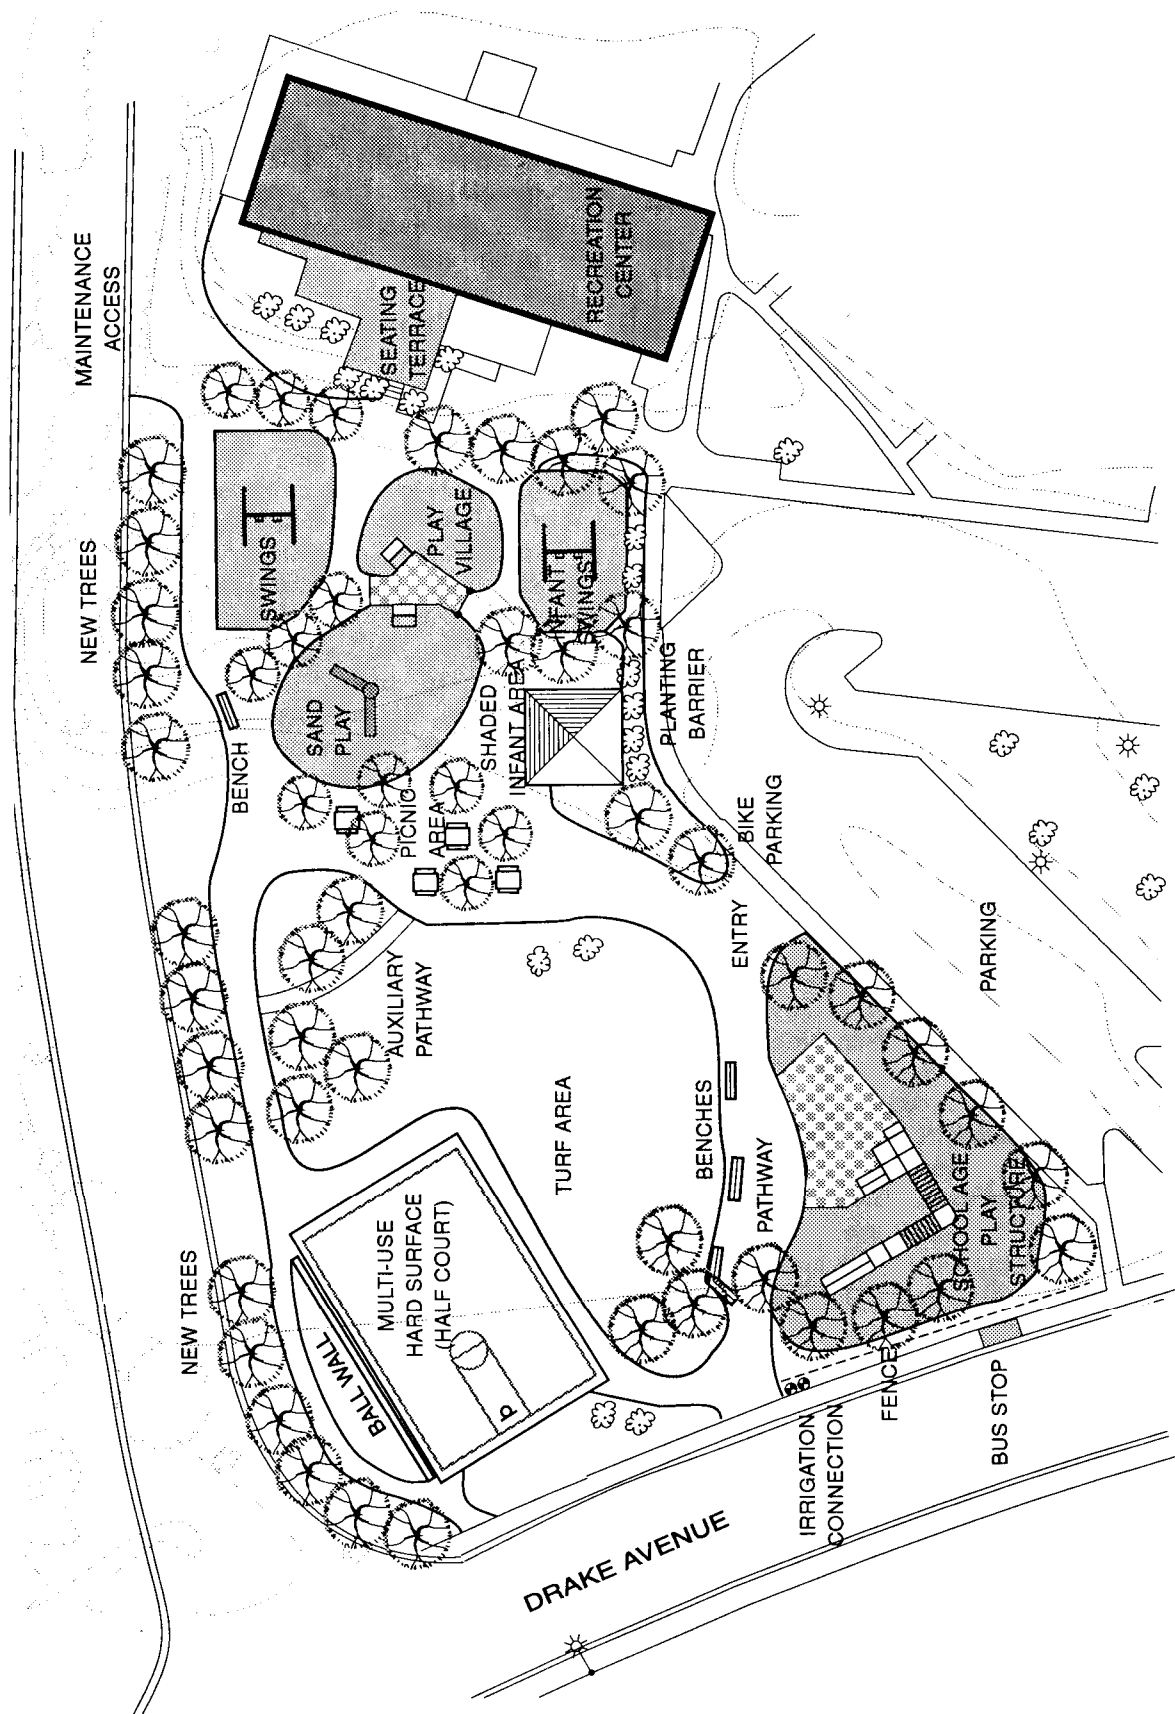 MAINTENANCE
ACCESS
NEW TREES
SWINGS
SEATING
TERRACE
RECREATION
CENTER
PLAY
VILLAGE
INFANT
SWINGS
SAND
PLAY
SHADED
INFANT AREA
PLANTING
BARRIER
BENCH
PICNIC
AREA
BIKE
PARKING
ENTRY
PARKING
AUXILIARY
PATHWAY
TURF AREA
BENCHES
PATHWAY
SCHOOL AGE
PLAY
STRUCTURE
NEW TREES
MULTI-USE
HARD SURFACE
(HALF COURT)
BALL WALL
FENCE
BUS STOP
IRRIGATION
CONNECTION
DRAKE AVENUE